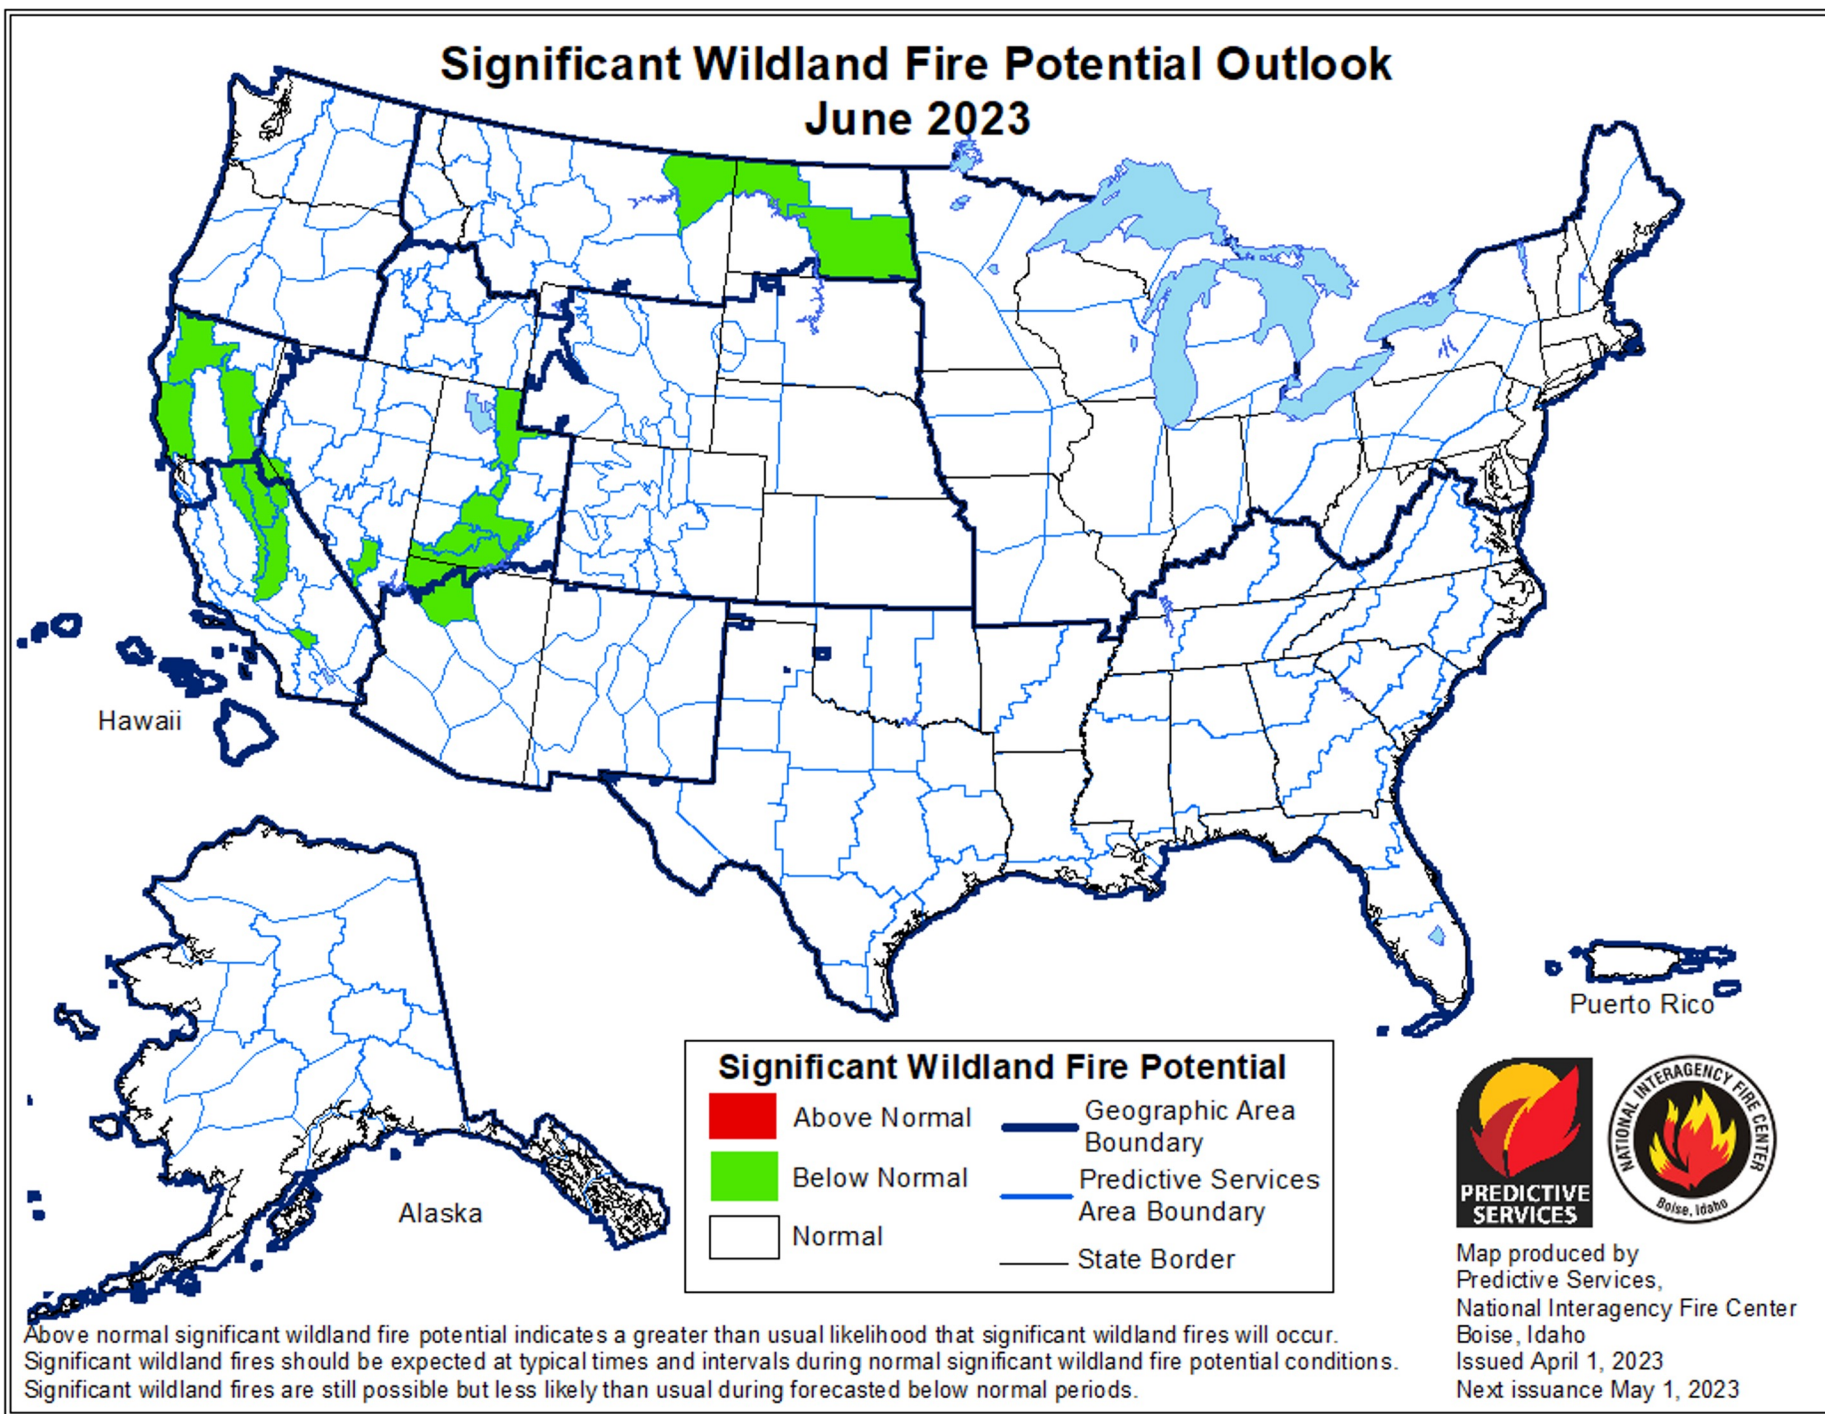 Significant Wildland Fire Potential Outlook
June 2023
Hawaii
Alaska
Puerto Rico
Significant Wildland Fire Potential
Above Normal
Below Normal
Normal
Geographic Area
Boundary
Predictive Services
Area Boundary
State Border
PREDICTIVE
SERVICES
NATIONAL INTERAGENCY FIRE CENTER
Boise, Idaho
Map produced by
Predictive Services,
National Interagency Fire Center
Boise, Idaho
Issued April 1, 2023
Next issuance May 1, 2023
Above normal significant wildland fire potential indicates a greater than usual likelihood that significant wildland fires will occur.
Significant wildland fires should be expected at typical times and intervals during normal significant wildland fire potential conditions.
Significant wildland fires are still possible but less likely than usual during forecasted below normal periods.